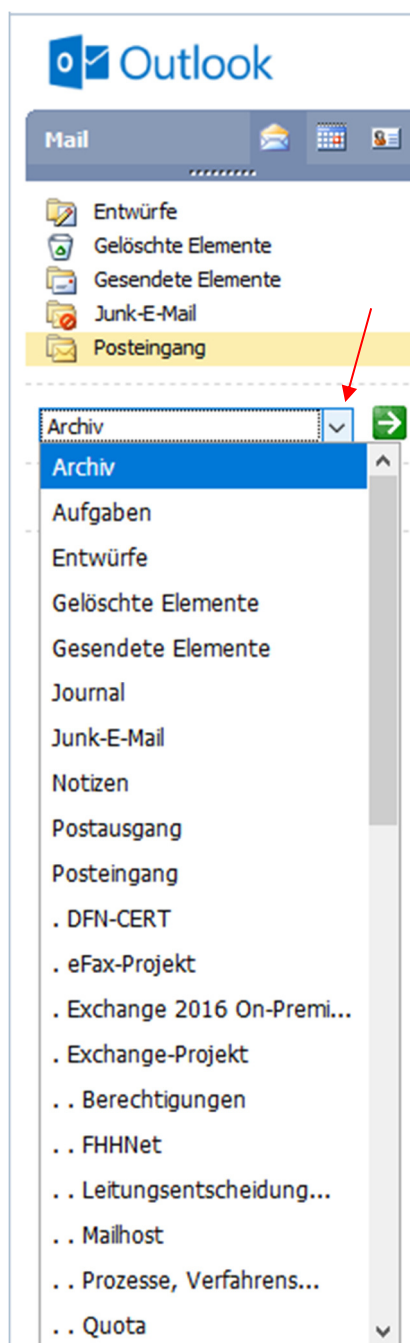 Outlook
Mail
Entwürfe
Gelöschte Elemente
Gesendete Elemente
Junk-E-Mail
Posteingang
Archiv
Archiv
Aufgaben
Entwürfe
Gelöschte Elemente
Gesendete Elemente
Journal
Junk-E-Mail
Notizen
Postausgang
Posteingang
. DFN-CERT
. eFax-Projekt
. Exchange 2016 On-Premi...
. Exchange-Projekt
. . Berechtigungen
. . FHHNet
. . Leitungsentscheidung...
. . Mailhost
. . Prozesse, Verfahrens...
. . Quota